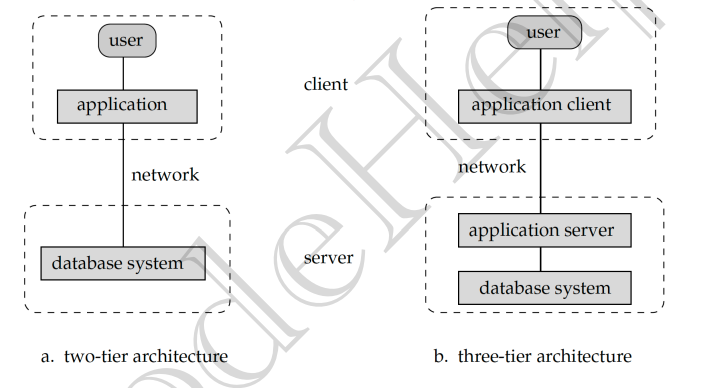 user
application
network
database system
a. two-tier architecture
client
server
user
application client
network
application server
database system
b. three-tier architecture
odeHel